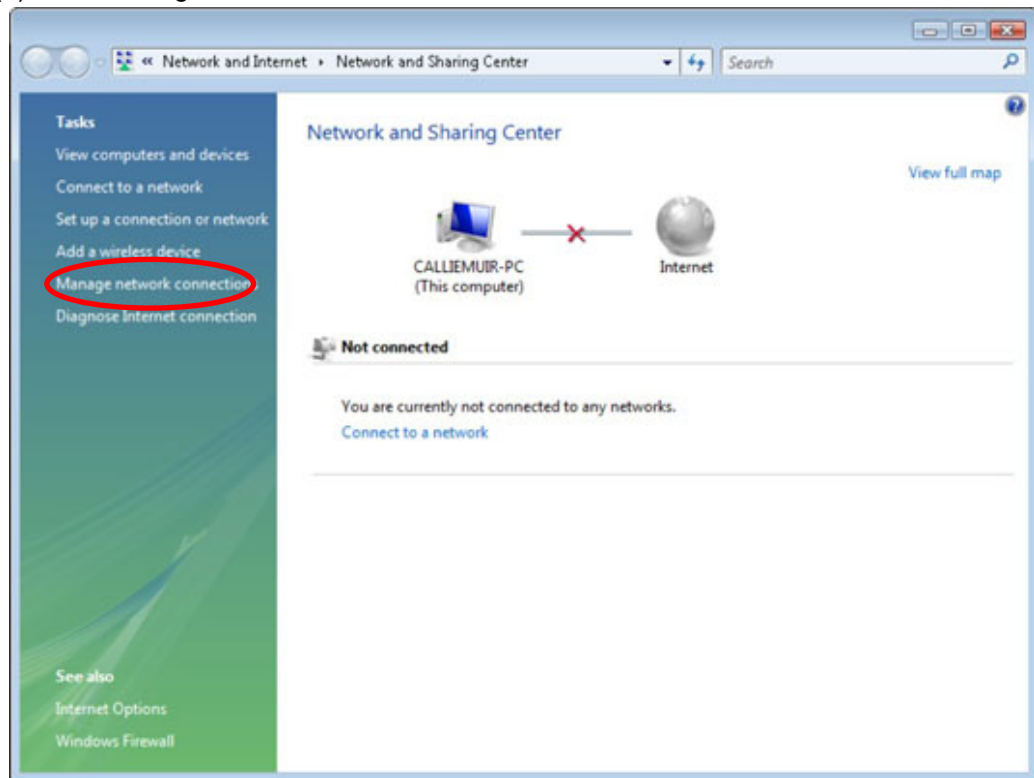 « Network and Internet ▸ Network and Sharing Center
Search
Tasks
View computers and devices
Connect to a network
Set up a connection or network
Add a wireless device
Manage network connections
Diagnose Internet connection
See also
Internet Options
Windows Firewall
Network and Sharing Center
View full map
CALLIEMUIR-PC
(This computer)
Internet
Not connected
You are currently not connected to any networks.
Connect to a network